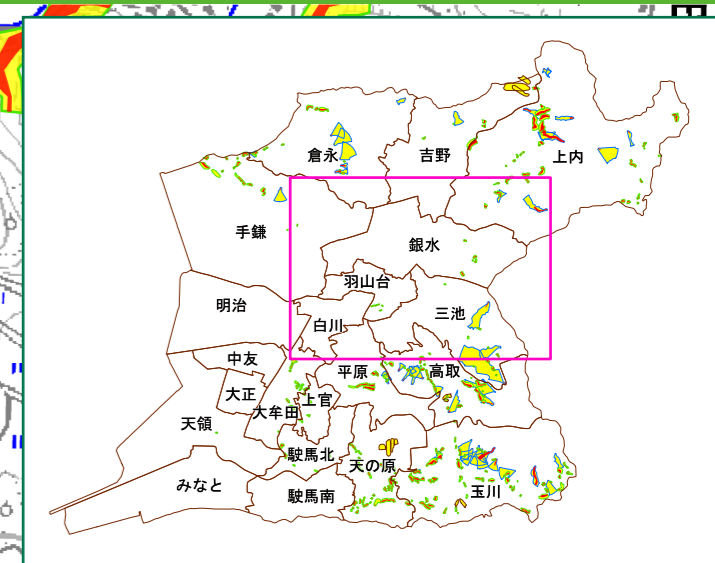 倉永
吉野
上内
手鎌
銀水
羽山台
明治
三池
白川
中友
平原
高取
大正
上官
大牟田
天領
駛馬北
天の原
みなと
駛馬南
玉川